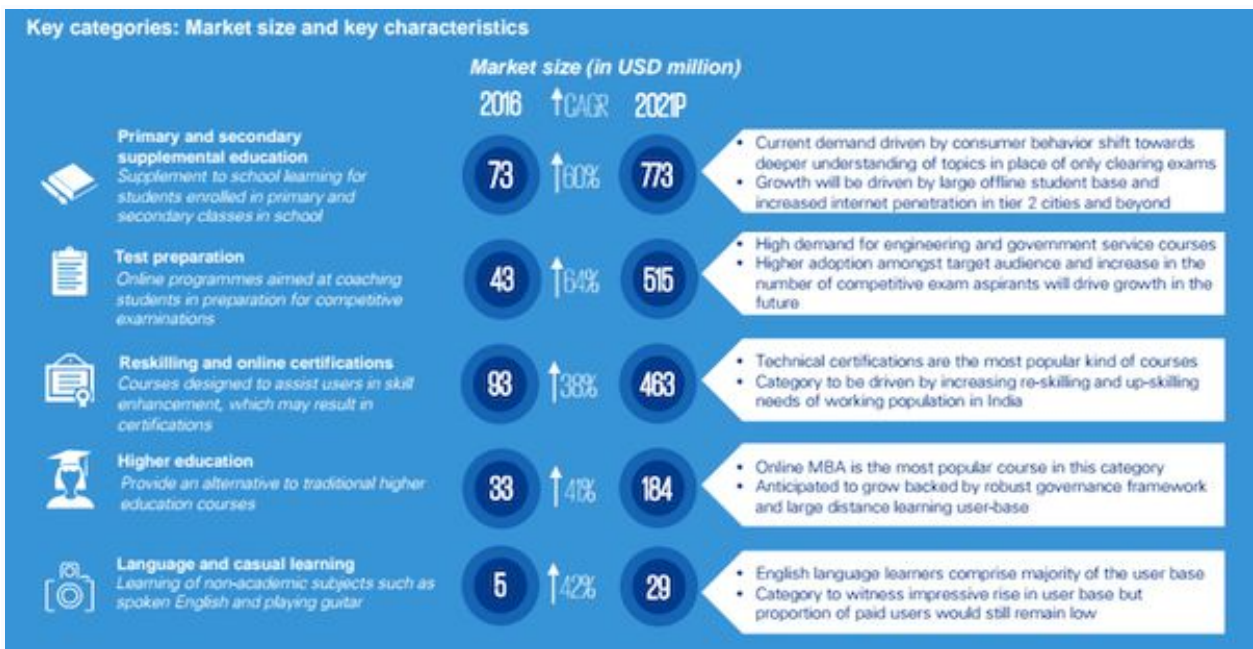 Key categories: Market size and key characteristics
Market size (in USD million)
2016 CAGR 2021P
Primary and secondary
supplemental education
Supplement to school learning for
students enrolled in primary and
secondary classes in school
73 60% 773
• Current demand driven by consumer behavior shift towards
deeper understanding of topics in place of only clearing exams
• Growth will be driven by large offline student base and
increased internet penetration in tier 2 cities and beyond
Test preparation
Online programmes aimed at coaching
students in preparation for competitive
examinations
43 64% 515
• High demand for engineering and government service courses
• Higher adoption amongst target audience and increase in the
number of competitive exam aspirants will drive growth in the
future
Reskilling and online certifications
Courses designed to assist users in skill
enhancement, which may result in
certifications
93 38% 463
• Technical certifications are the most popular kind of courses
• Category to be driven by increasing re-skilling and up-skilling
needs of working population in India
Higher education
Provide an alternative to traditional higher
education courses
33 41% 184
• Online MBA is the most popular course in this category
• Anticipated to grow backed by robust governance framework
and large distance learning user-base
Language and casual learning
Learning of non-academic subjects such as
spoken English and playing guitar
5 42% 29
• English language learners comprise majority of the user base
• Category to witness impressive rise in user base but
proportion of paid users would still remain low